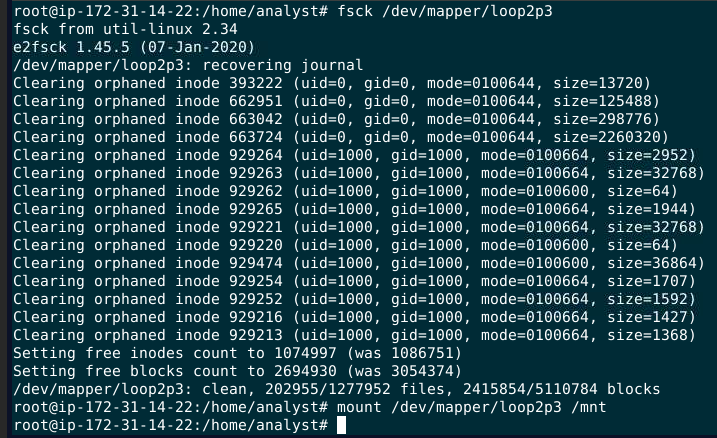 root@ip-172-31-14-22:/home/analyst# fsck /dev/mapper/loop2p3
fsck from util-linux 2.34
e2fsck 1.45.5 (07-Jan-2020)
/dev/mapper/loop2p3: recovering journal
Clearing orphaned inode 393222 (uid=0, gid=0, mode=0100644, size=13720)
Clearing orphaned inode 662951 (uid=0, gid=0, mode=0100644, size=125488)
Clearing orphaned inode 663042 (uid=0, gid=0, mode=0100644, size=298776)
Clearing orphaned inode 663724 (uid=0, gid=0, mode=0100644, size=2260320)
Clearing orphaned inode 929264 (uid=1000, gid=1000, mode=0100664, size=2952)
Clearing orphaned inode 929263 (uid=1000, gid=1000, mode=0100664, size=32768)
Clearing orphaned inode 929262 (uid=1000, gid=1000, mode=0100600, size=64)
Clearing orphaned inode 929265 (uid=1000, gid=1000, mode=0100664, size=1944)
Clearing orphaned inode 929221 (uid=1000, gid=1000, mode=0100664, size=32768)
Clearing orphaned inode 929220 (uid=1000, gid=1000, mode=0100600, size=64)
Clearing orphaned inode 929474 (uid=1000, gid=1000, mode=0100600, size=36864)
Clearing orphaned inode 929254 (uid=1000, gid=1000, mode=0100664, size=1707)
Clearing orphaned inode 929252 (uid=1000, gid=1000, mode=0100664, size=1592)
Clearing orphaned inode 929216 (uid=1000, gid=1000, mode=0100664, size=1427)
Clearing orphaned inode 929213 (uid=1000, gid=1000, mode=0100664, size=1368)
Setting free inodes count to 1074997 (was 1086751)
Setting free blocks count to 2694930 (was 3054374)
/dev/mapper/loop2p3: clean, 202955/1277952 files, 2415854/5110784 blocks
root@ip-172-31-14-22:/home/analyst# mount /dev/mapper/loop2p3 /mnt
root@ip-172-31-14-22:/home/analyst#